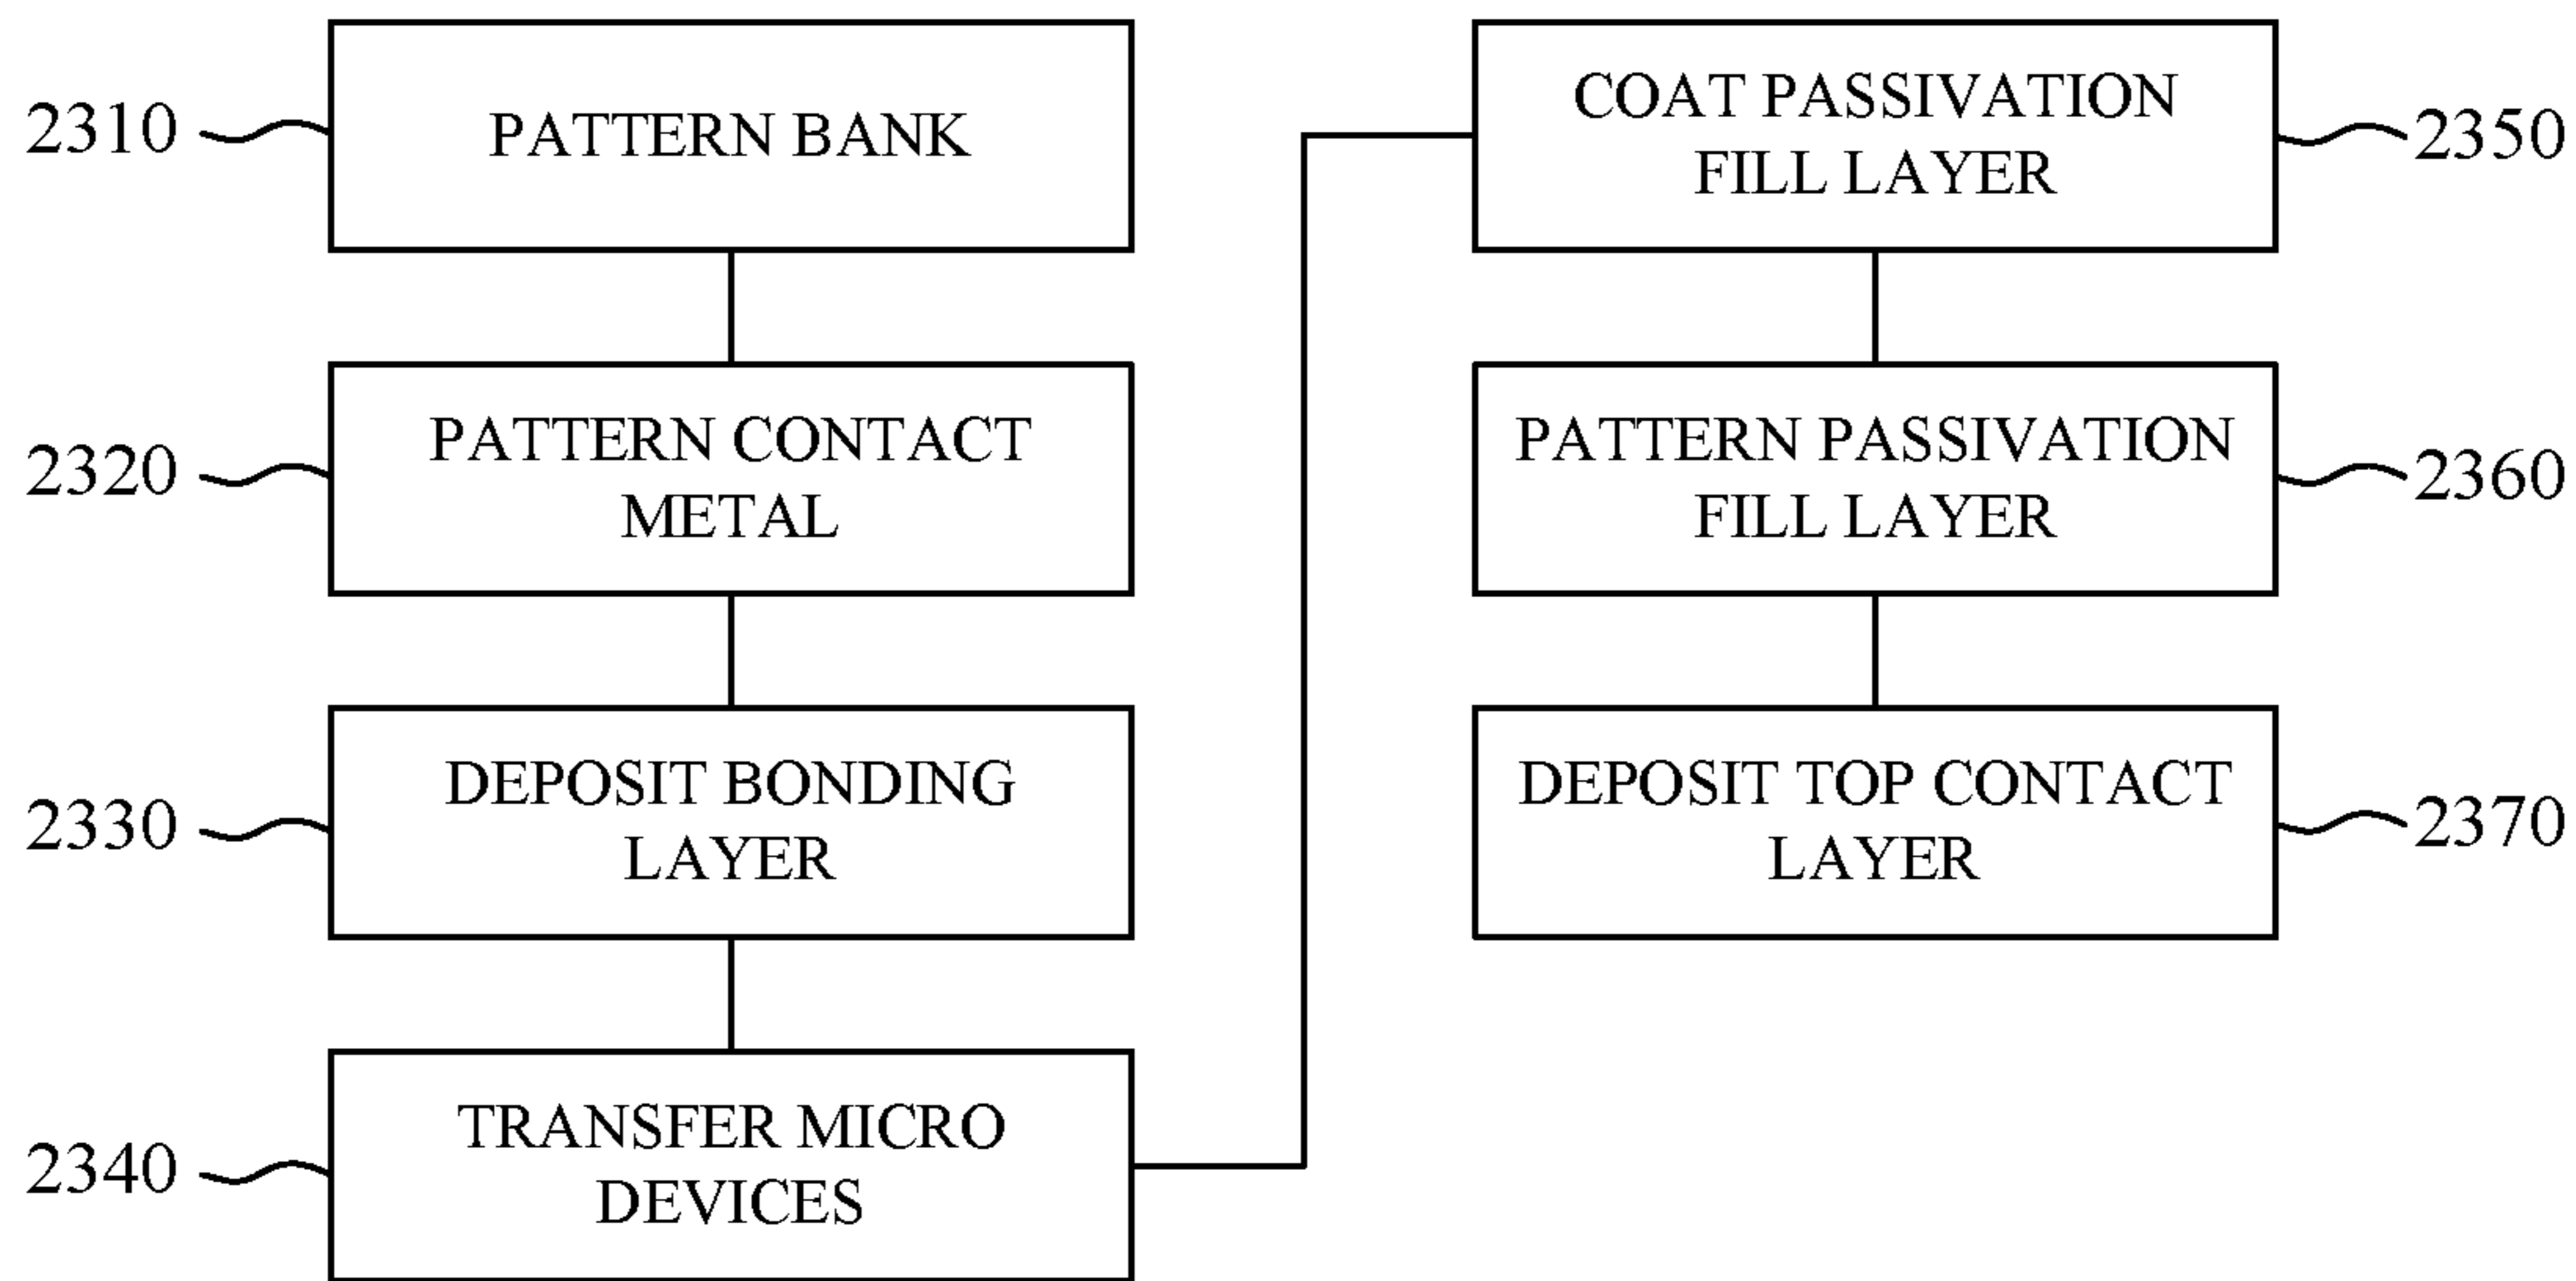 2310
PATTERN BANK
2320
PATTERN CONTACT
METAL
2330
DEPOSIT BONDING
LAYER
2340
TRANSFER MICRO
DEVICES
COAT PASSIVATION
FILL LAYER
2350
PATTERN PASSIVATION
FILL LAYER
2360
DEPOSIT TOP CONTACT
LAYER
2370